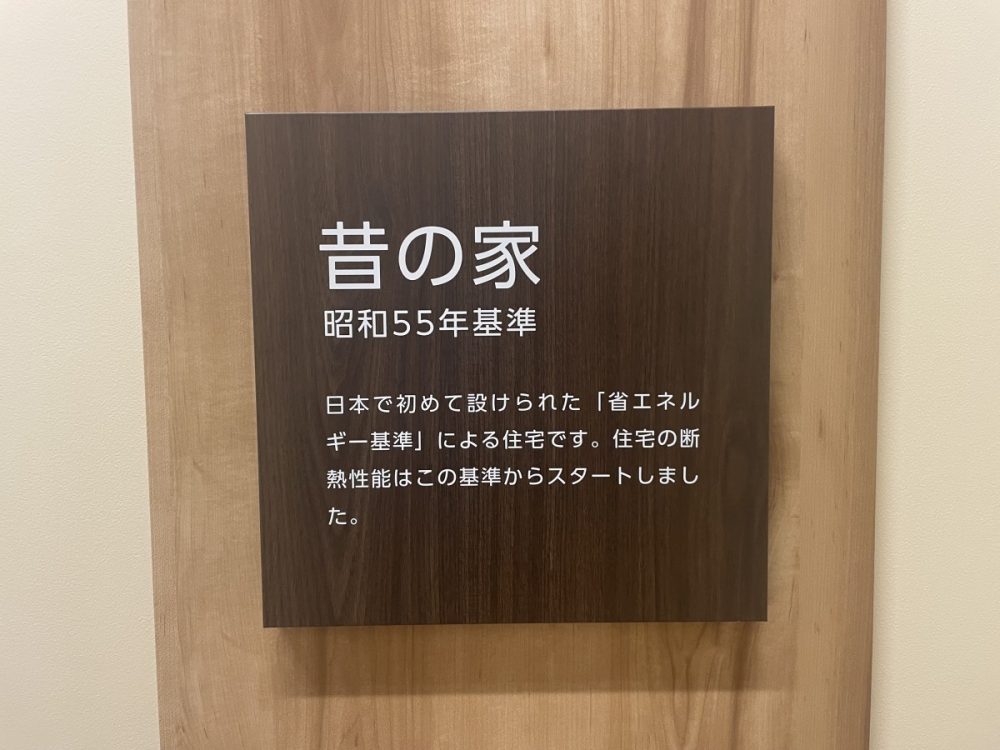 昔の家
昭和55年基準
日本で初めて設けられた「省エネル
ギー基準」による住宅です。住宅の断
熱性能はこの基準からスタートしまし
た。